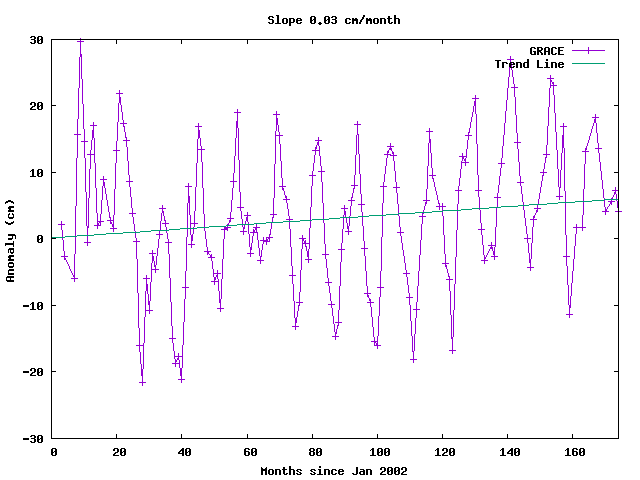 Slope 0.03 cm/month
GRACE
Trend Line
30
20
10
0
-10
-20
-30
Anomaly (cm)
0 20 40 60 80 100 120 140 160
Months since Jan 2002